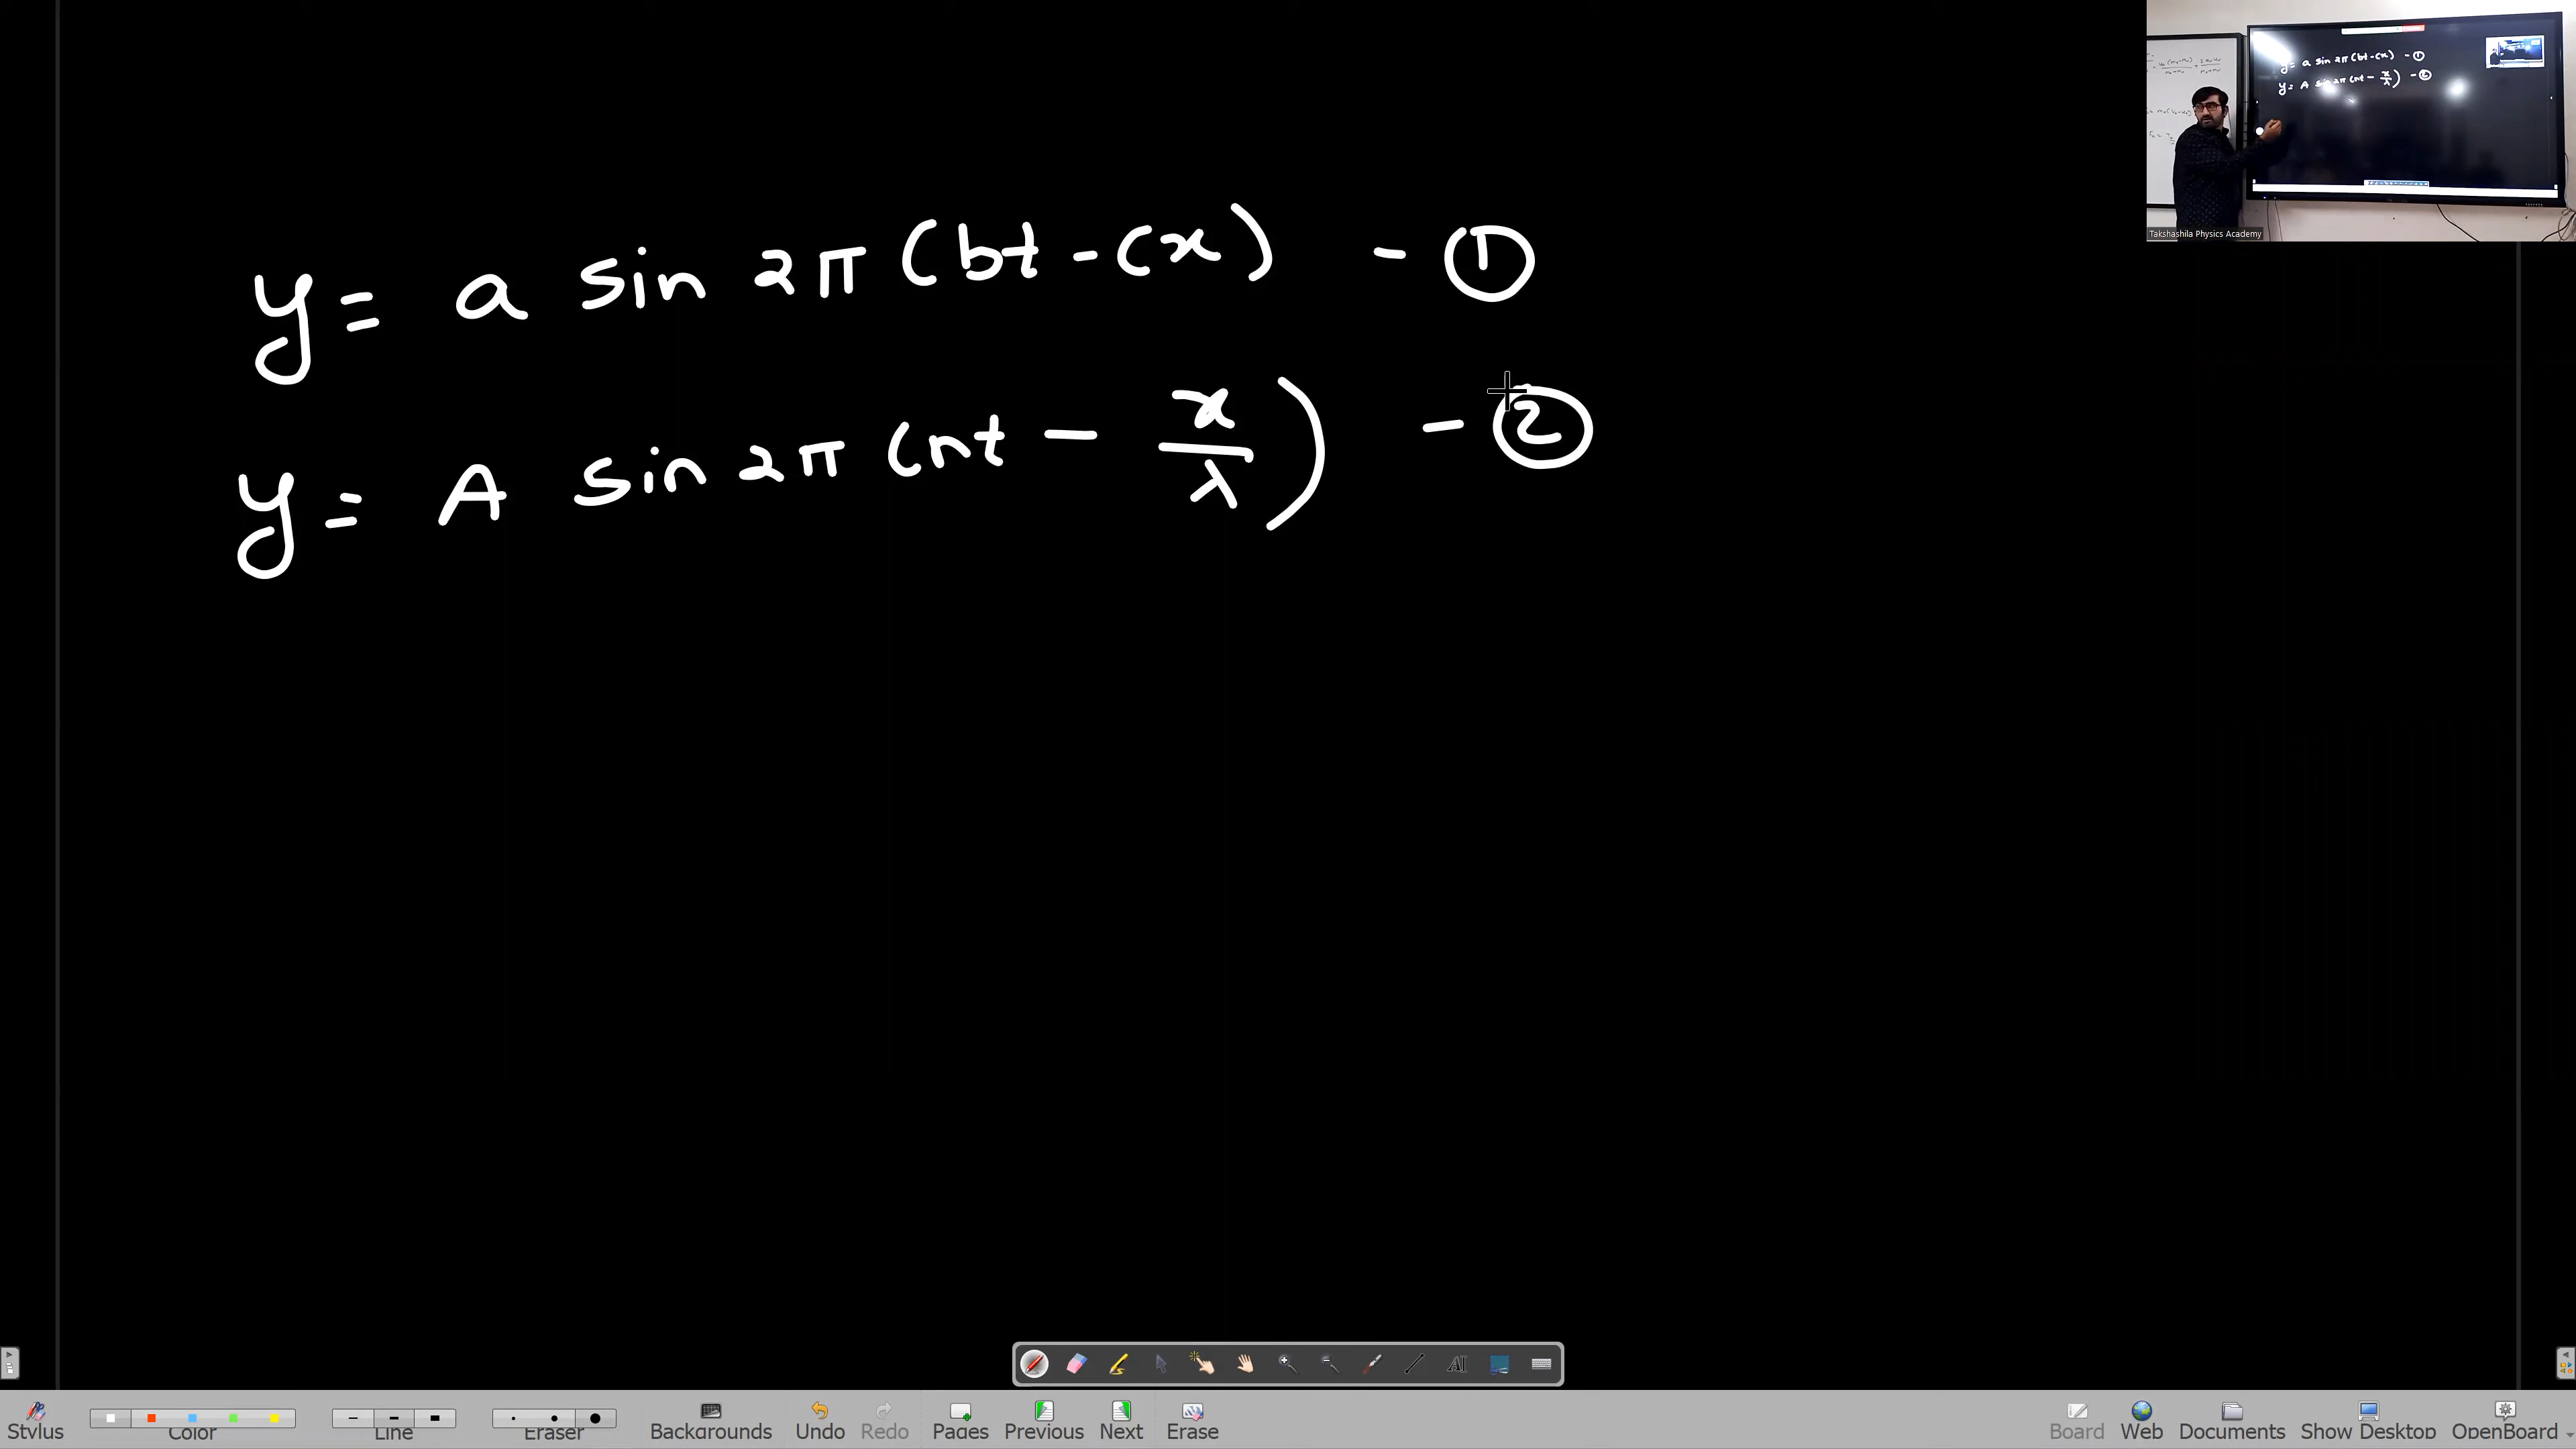 y = a sin 2π (bt - cx) - ①
y = A sin 2π (nt - x/λ) - ②
Takshashila Physics Academy
Stylus
Color
Line
Eraser
Backgrounds
Undo
Redo
Pages
Previous
Next
Erase
Board
Web
Documents
Show Desktop
OpenBoard